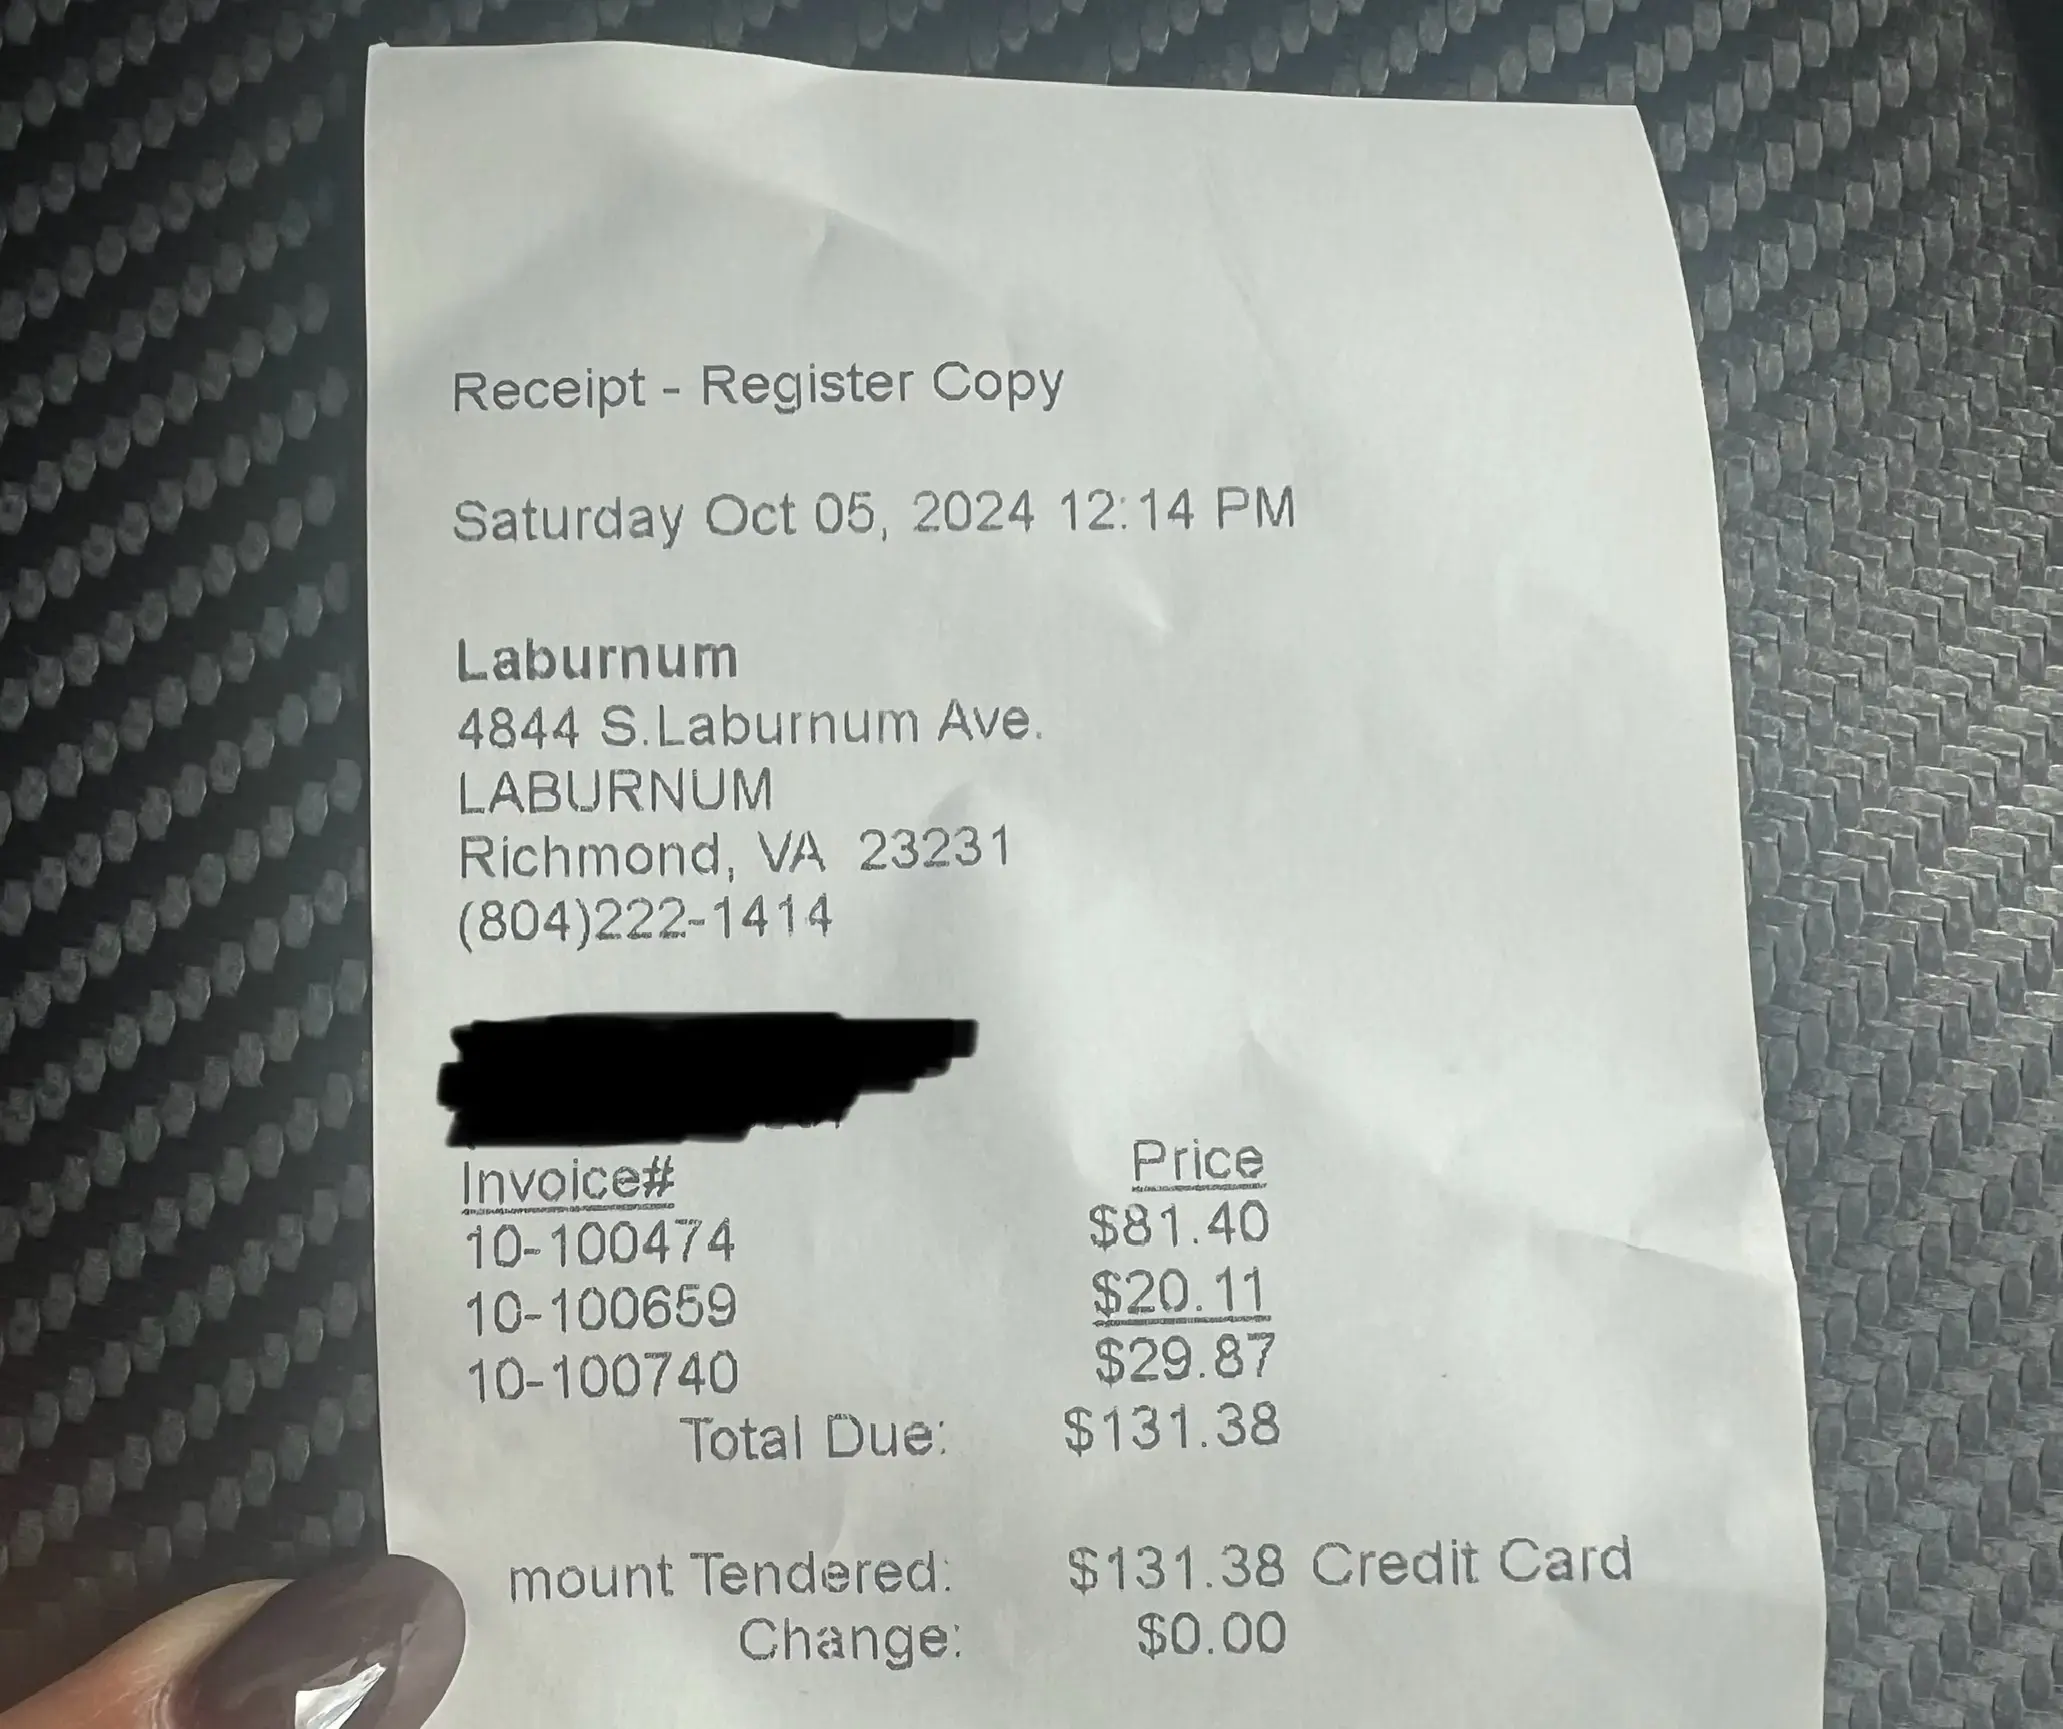 Receipt - Register Copy
Saturday Oct 05, 2024 12:14 PM
Laburnum
4844 S.Laburnum Ave.
LABURNUM
Richmond, VA 23231
(804)222-1414
Invoice# Price
10-100474 $81.40
10-100659 $20.11
10-100740 $29.87
Total Due: $131.38
mount Tendered: $131.38 Credit Card
Change: $0.00